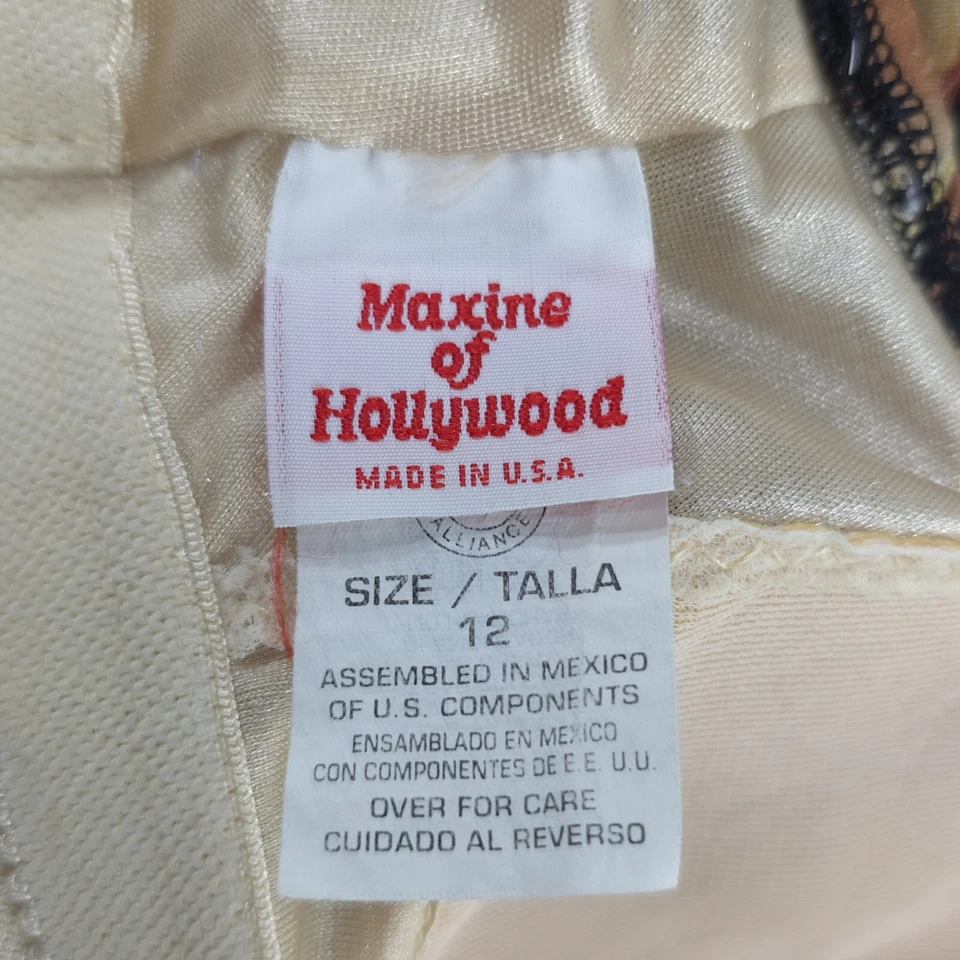 Maxine
of
Hollywood
MADE IN U.S.A.
ALLIANCE
SIZE / TALLA
12
ASSEMBLED IN MEXICO
OF U.S. COMPONENTS
ENSAMBLADO EN MEXICO
CON COMPONENTES DE E.E. U.U.
OVER FOR CARE
CUIDADO AL REVERSO